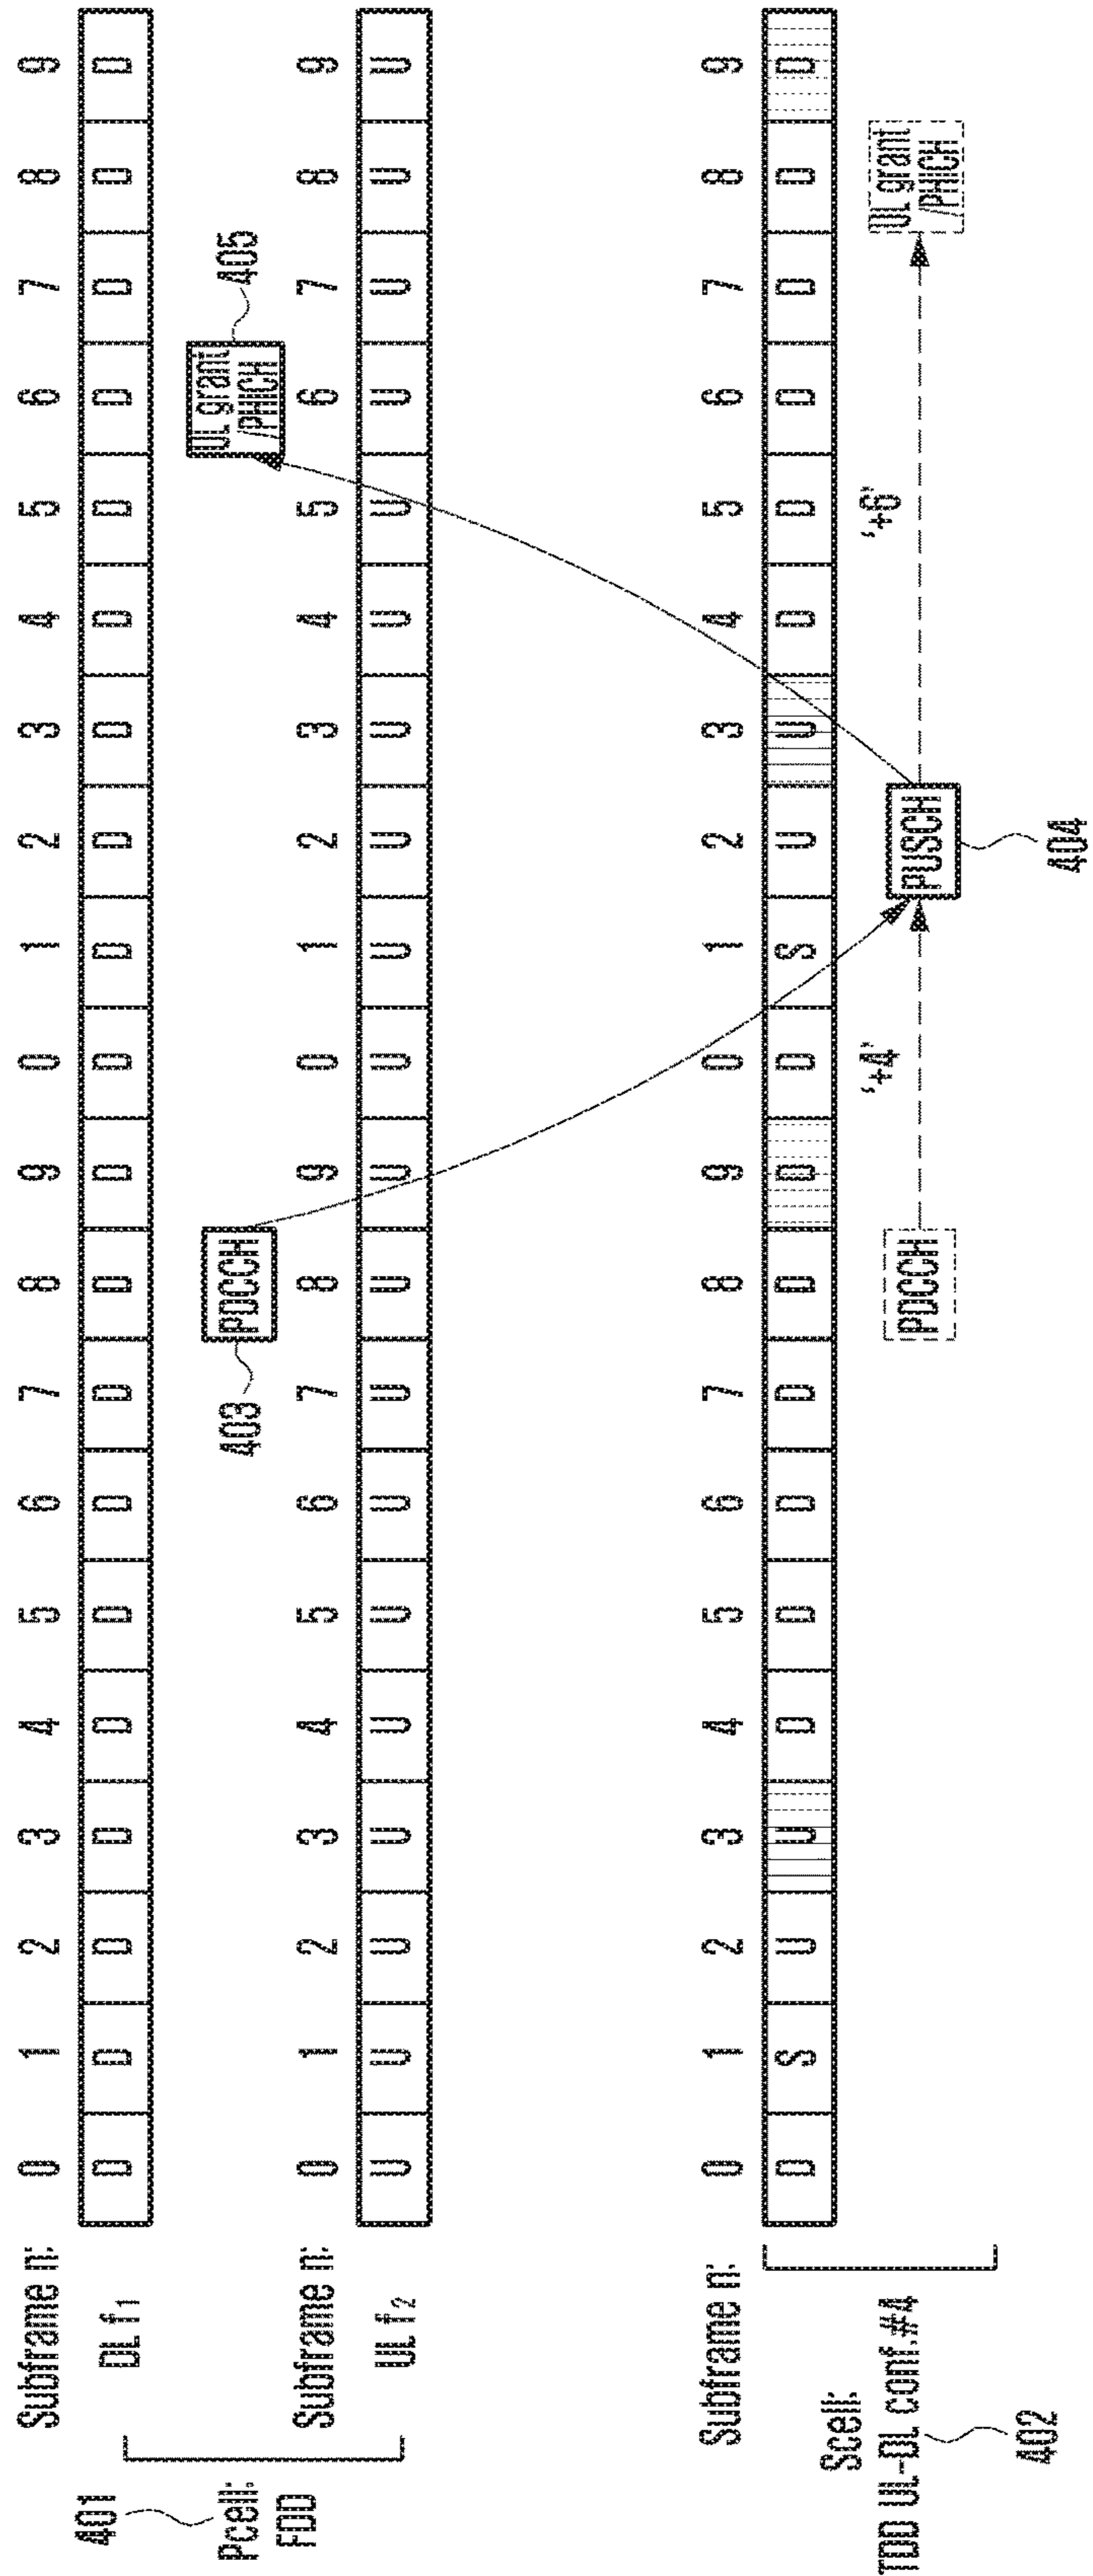 401
Pcell:
FDD
Subframe n: 0 1 2 3 4 5 6 7 8 9 0 1 2 3 4 5 6 7 8 9
DL f1 D D D D D D D D D D D D D D D D D D D D
403 PDCCH
UL grant
/PHICH
405
Subframe n: 0 1 2 3 4 5 6 7 8 9 0 1 2 3 4 5 6 7 8 9
UL f2 U U U U U U U U U U U U U U U U U U U U
Subframe n: 0 1 2 3 4 5 6 7 8 9 0 1 2 3 4 5 6 7 8 9
D S U U D D D D D D D S U U D D D D D D
Scell:
TDD UL-DL conf.#4
402
PDCCH
'+4'
PUSCH
404
'+6'
UL grant
/PHICH